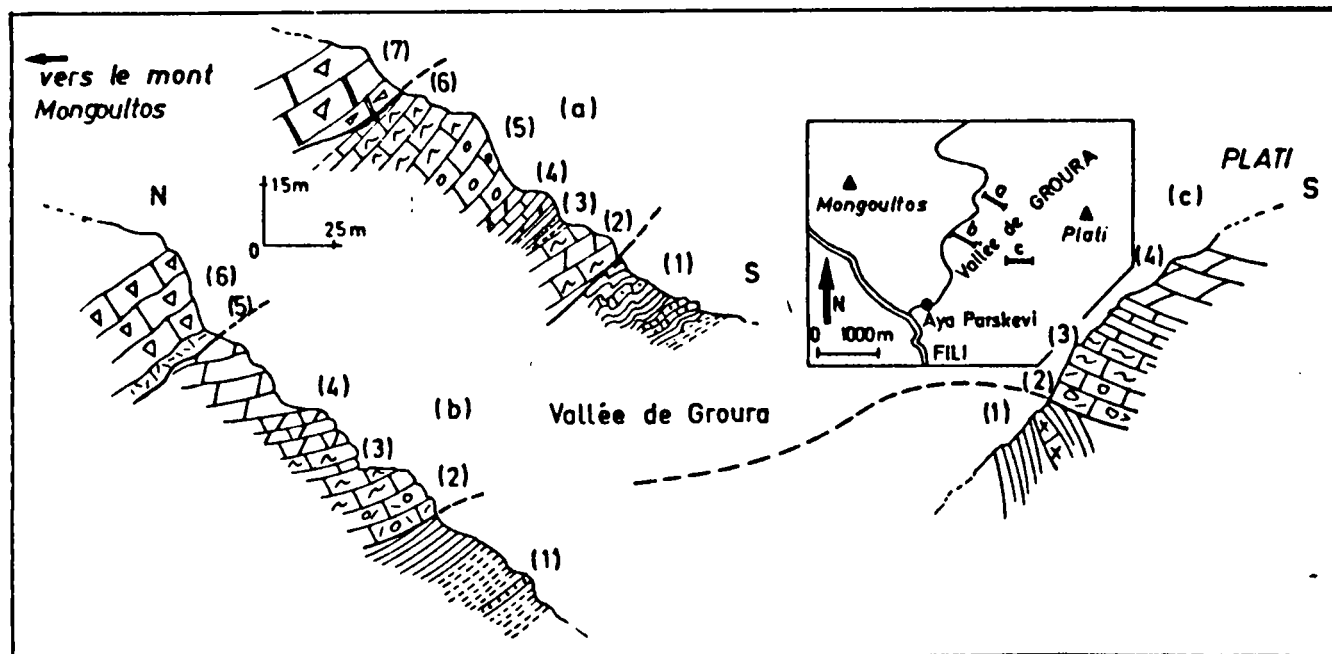 vers le mont
Mongoultos
N
15m
0
25m
(7)
(6)
(a)
(5)
(4)
(3)
(2)
(1)
S
(6)
(5)
(4)
(b)
(3)
(2)
(1)
Vallée de Groura
Mongoultos
a
b
c
Vallée de GROURA
Plati
N
Aya Parskevi
0
1000m
FILI
PLATI
S
(c)
(4)
(3)
(2)
(1)